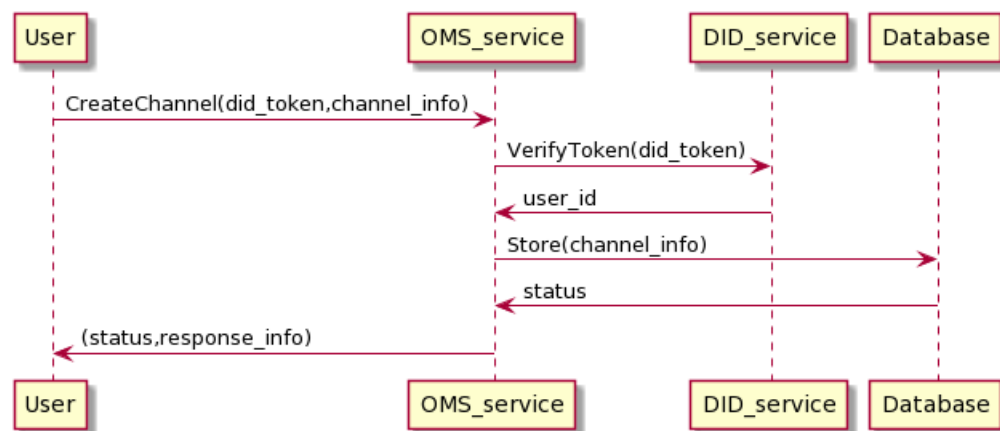 User OMS_service DID_service Database
CreateChannel(did_token,channel_info)
VerifyToken(did_token)
user_id
Store(channel_info)
status
(status,response_info)
User OMS_service DID_service Database